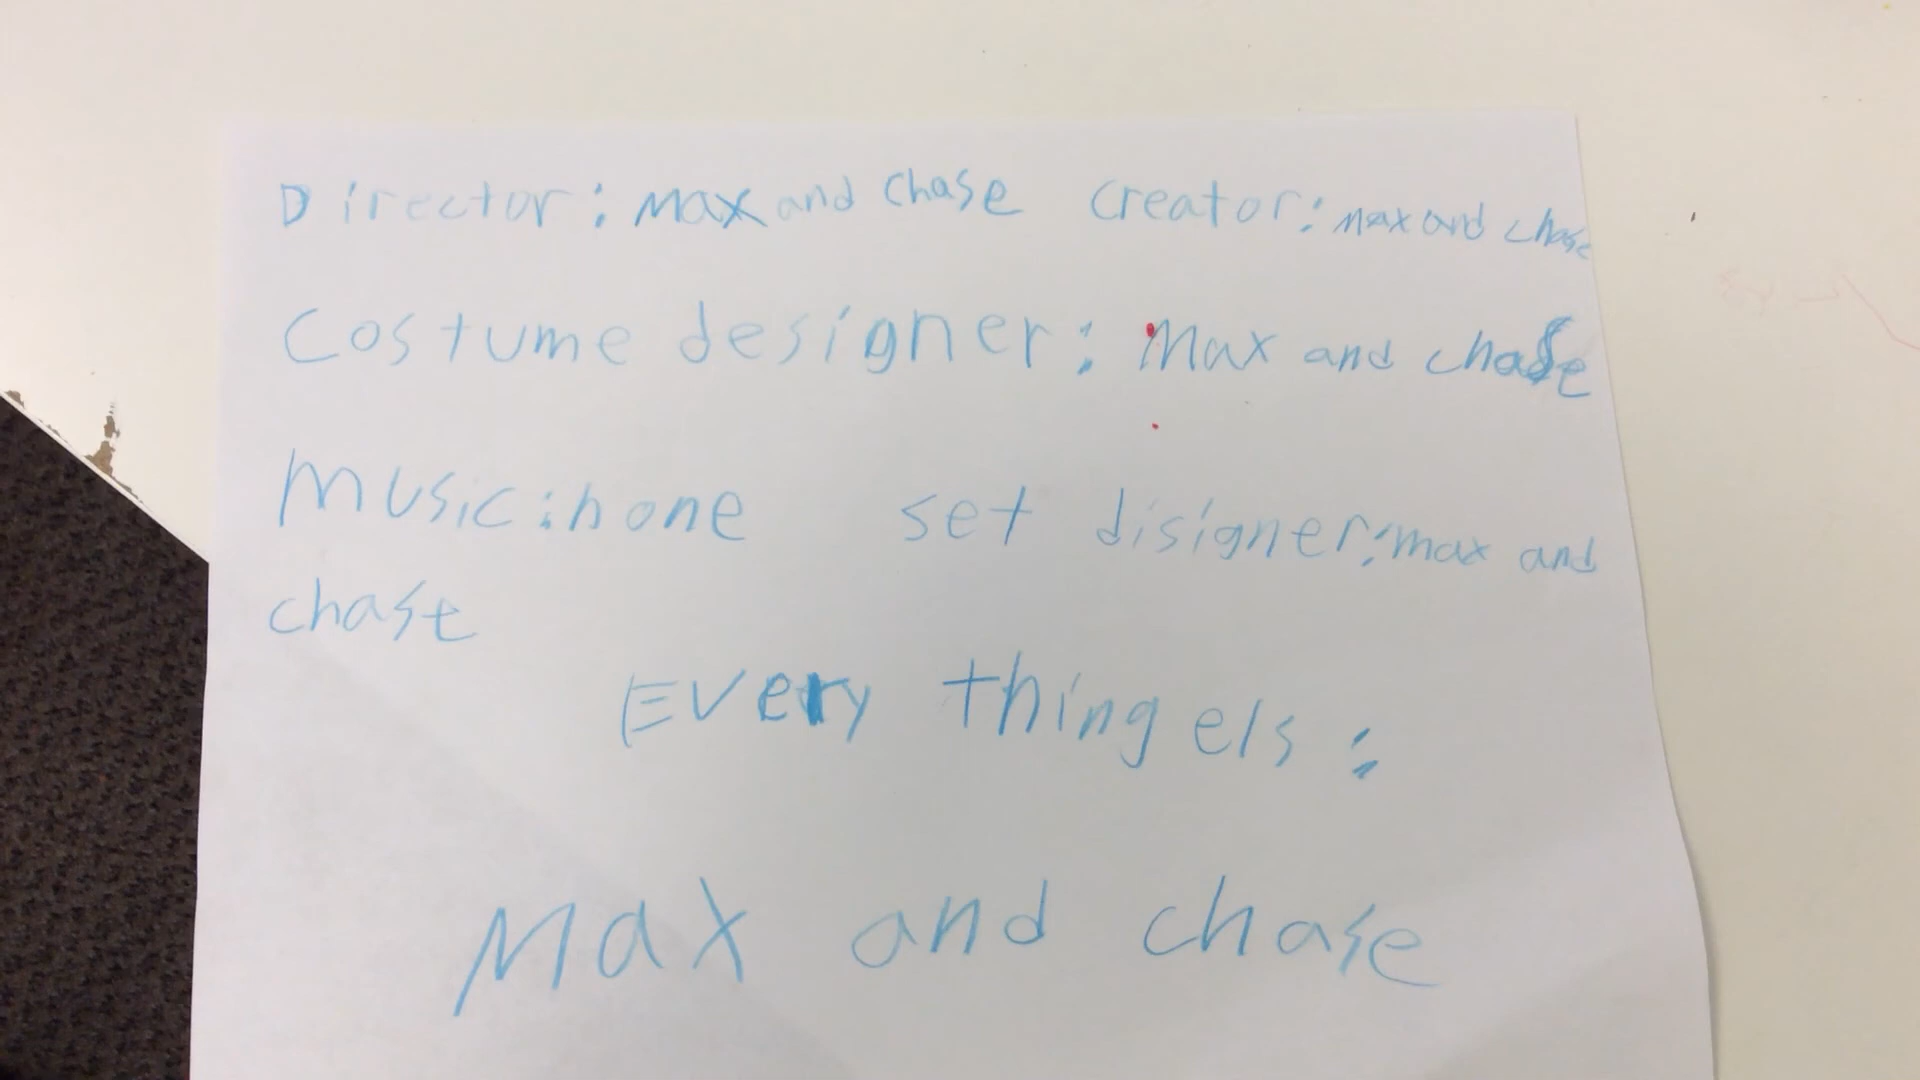 Director: Max and Chase Creator: Max and chase
Costume designer: Max and chase
Music: none set disigner: max and
chase
Every thing els:
Max and chase